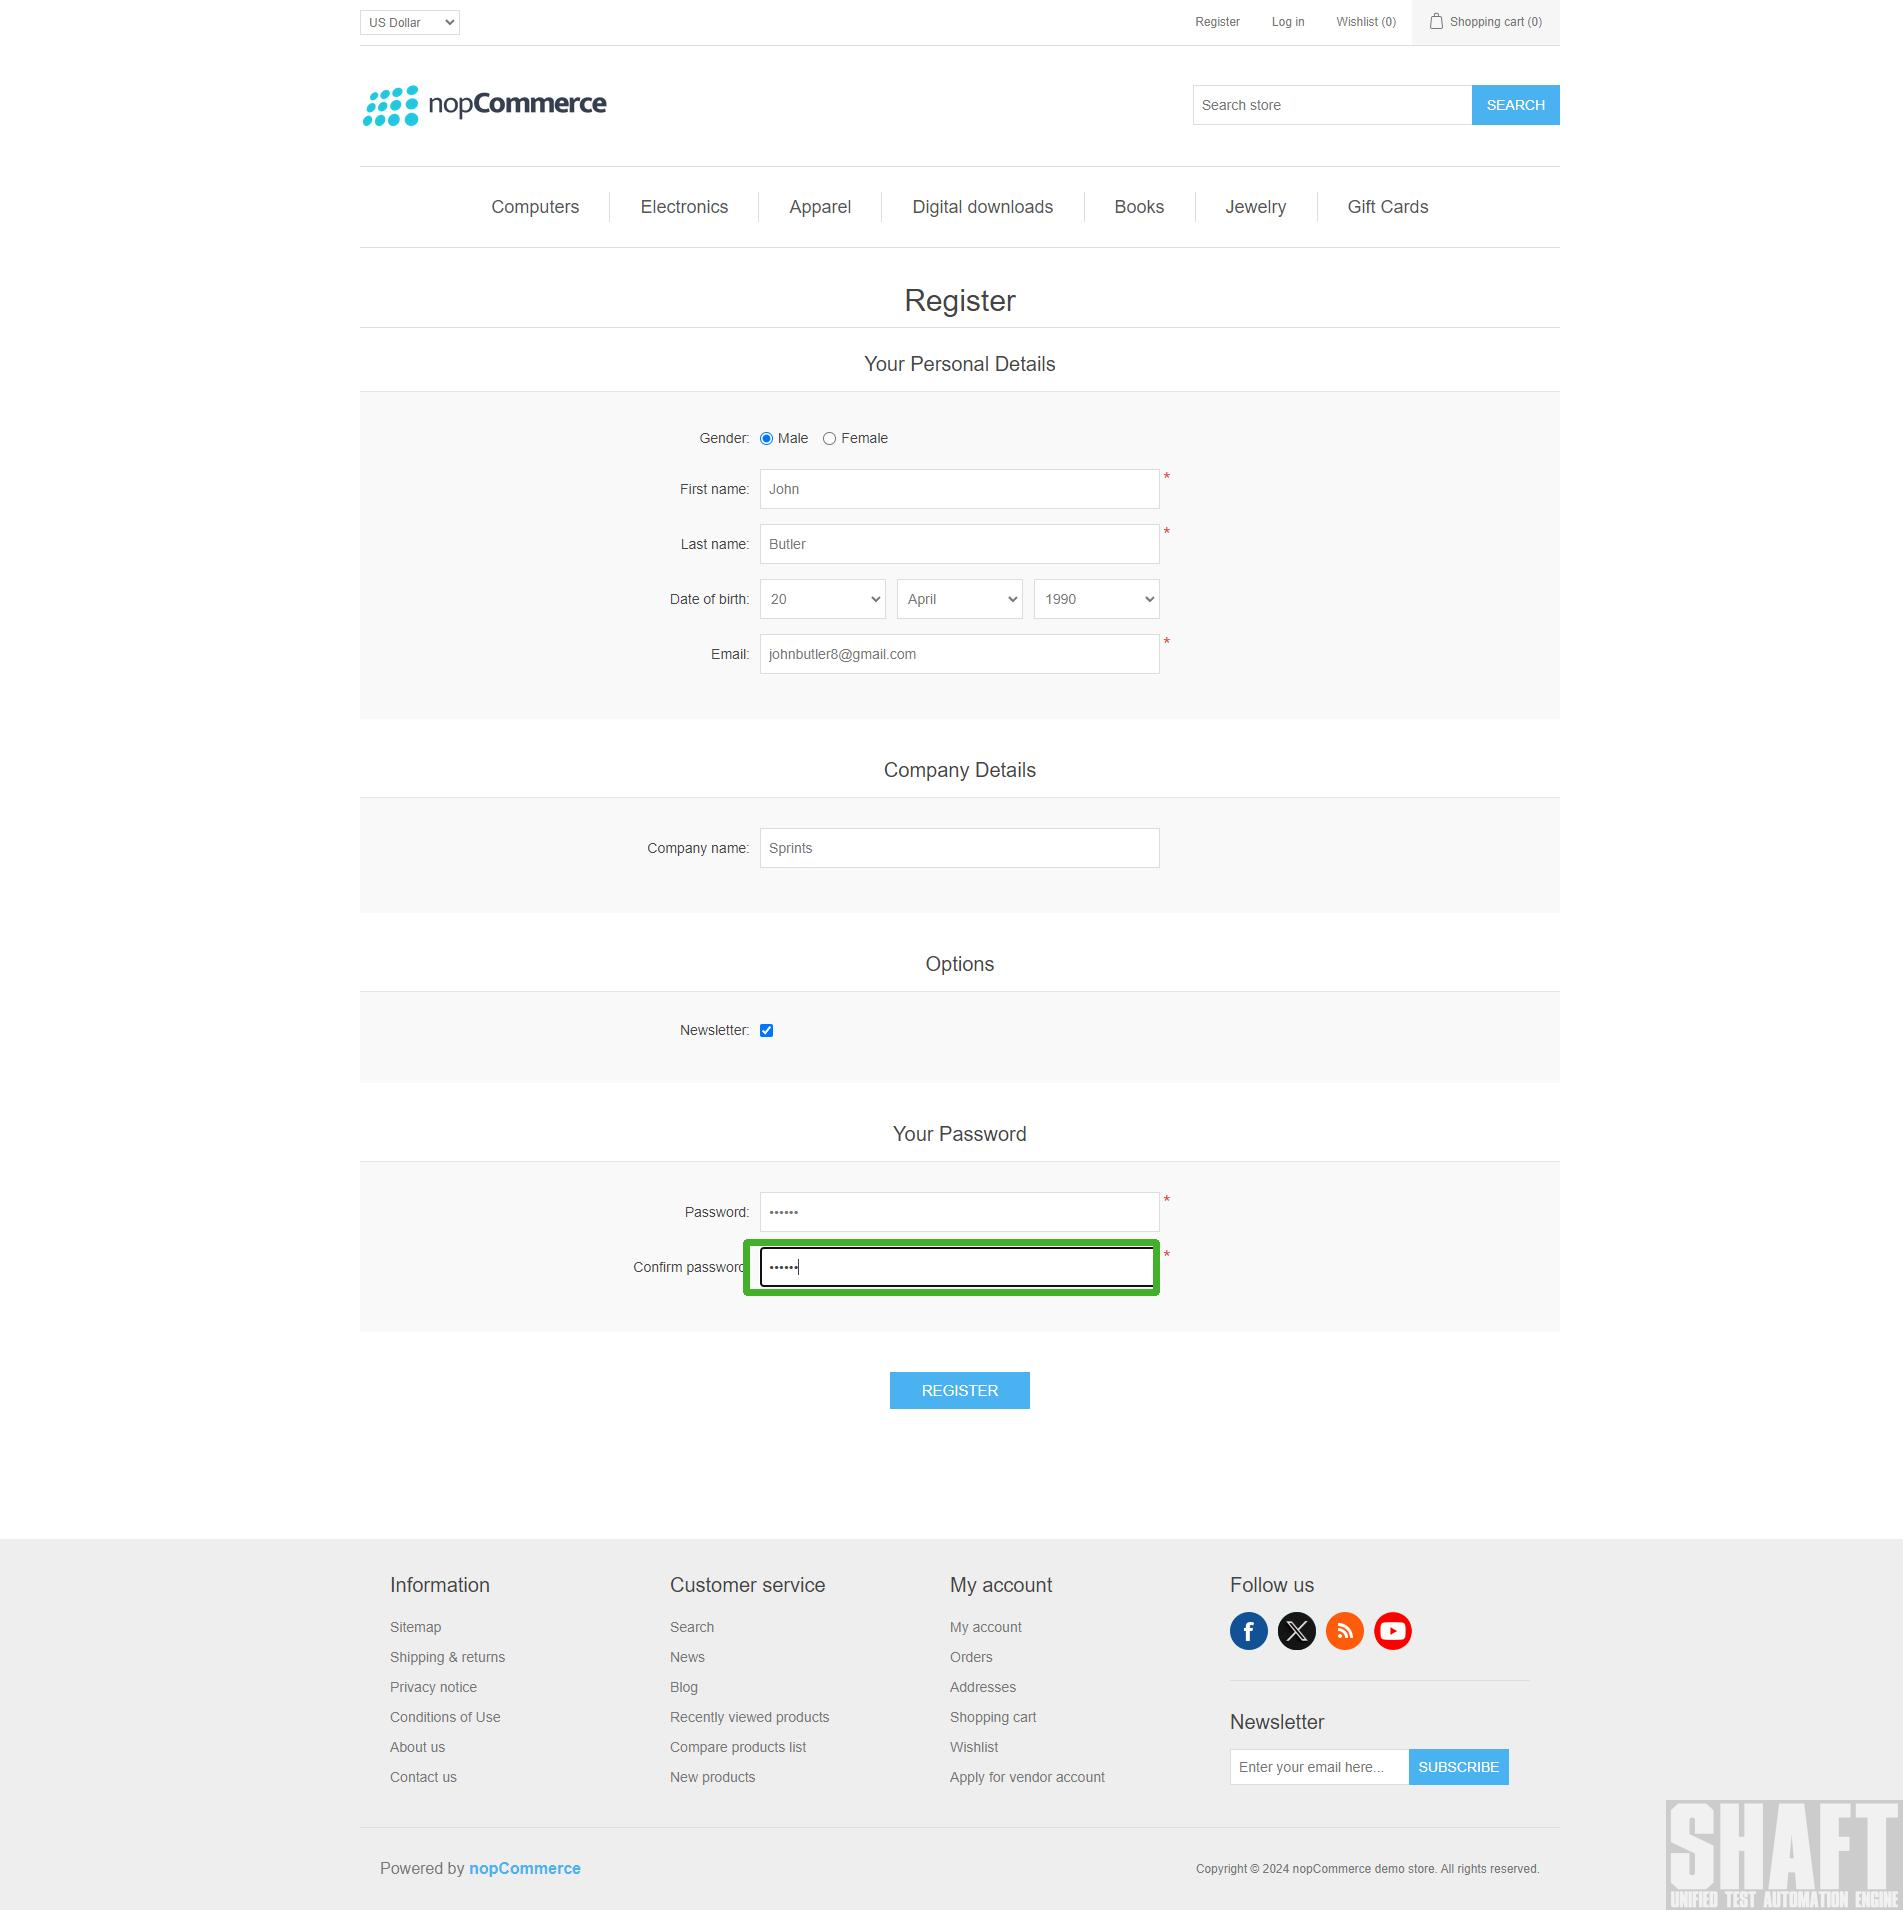 US Dollar
Register
Log in
Wishlist (0)
Shopping cart (0)
nopCommerce
Search store
SEARCH
Computers
Electronics
Apparel
Digital downloads
Books
Jewelry
Gift Cards
Register
Your Personal Details
Gender: Male Female
First name: John *
Last name: Butler *
Date of birth: 20 April 1990
Email: johnbutler8@gmail.com *
Company Details
Company name: Sprints
Options
Newsletter:
Your Password
Password: •••••• *
Confirm password •••••• *
REGISTER
Information
Sitemap
Shipping & returns
Privacy notice
Conditions of Use
About us
Contact us
Customer service
Search
News
Blog
Recently viewed products
Compare products list
New products
My account
My account
Orders
Addresses
Shopping cart
Wishlist
Apply for vendor account
Follow us
Newsletter
Enter your email here...
SUBSCRIBE
Powered by nopCommerce
Copyright © 2024 nopCommerce demo store. All rights reserved.
SHAFT
UNIFIED TEST AUTOMATION ENGINE